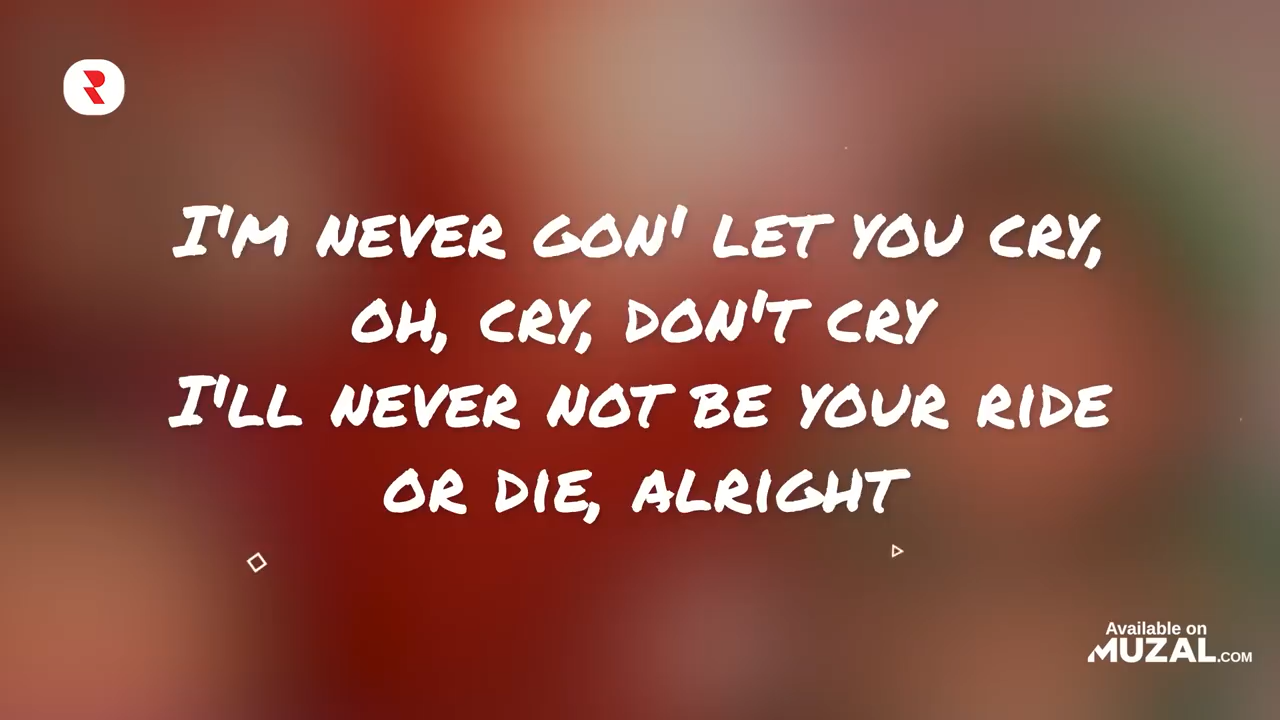 I'M NEVER GON' LET YOU CRY,
OH, CRY, DON'T CRY
I'LL NEVER NOT BE YOUR RIDE
OR DIE, ALRIGHT
Available on
MUZAL.COM